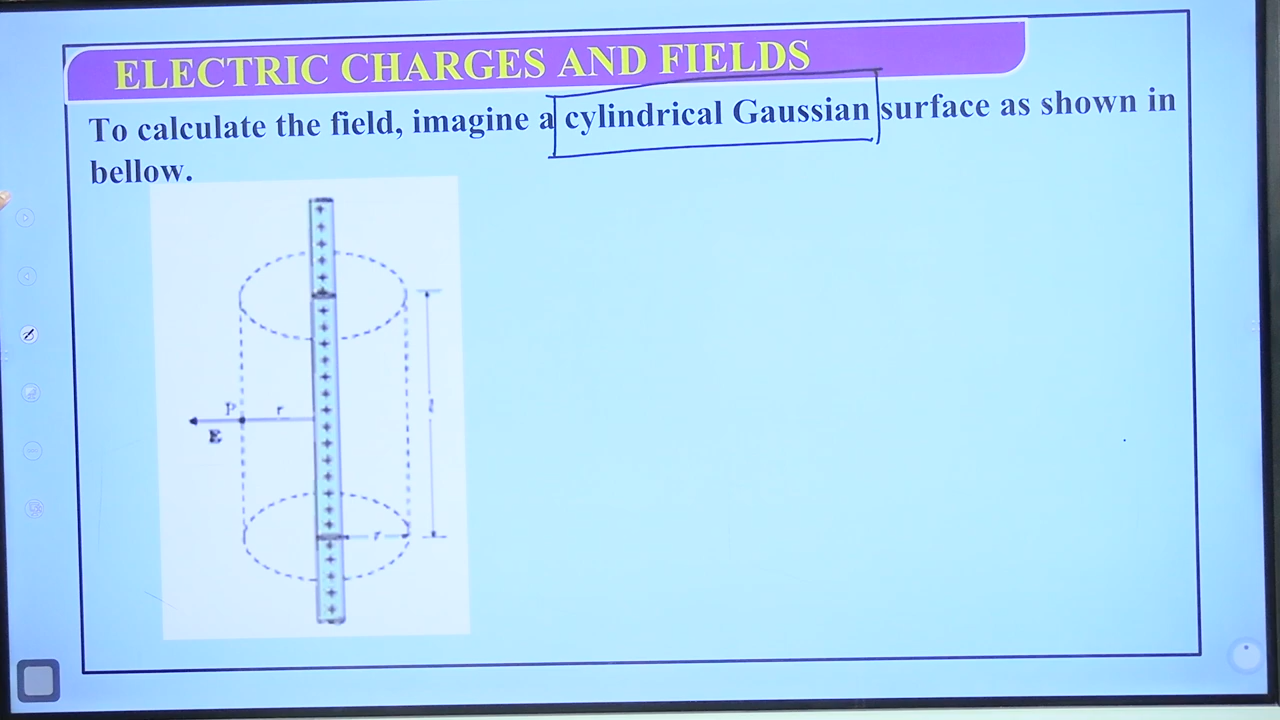 ELECTRIC CHARGES AND FIELDS
To calculate the field, imagine a cylindrical Gaussian surface as shown in
bellow.
P r
E
r